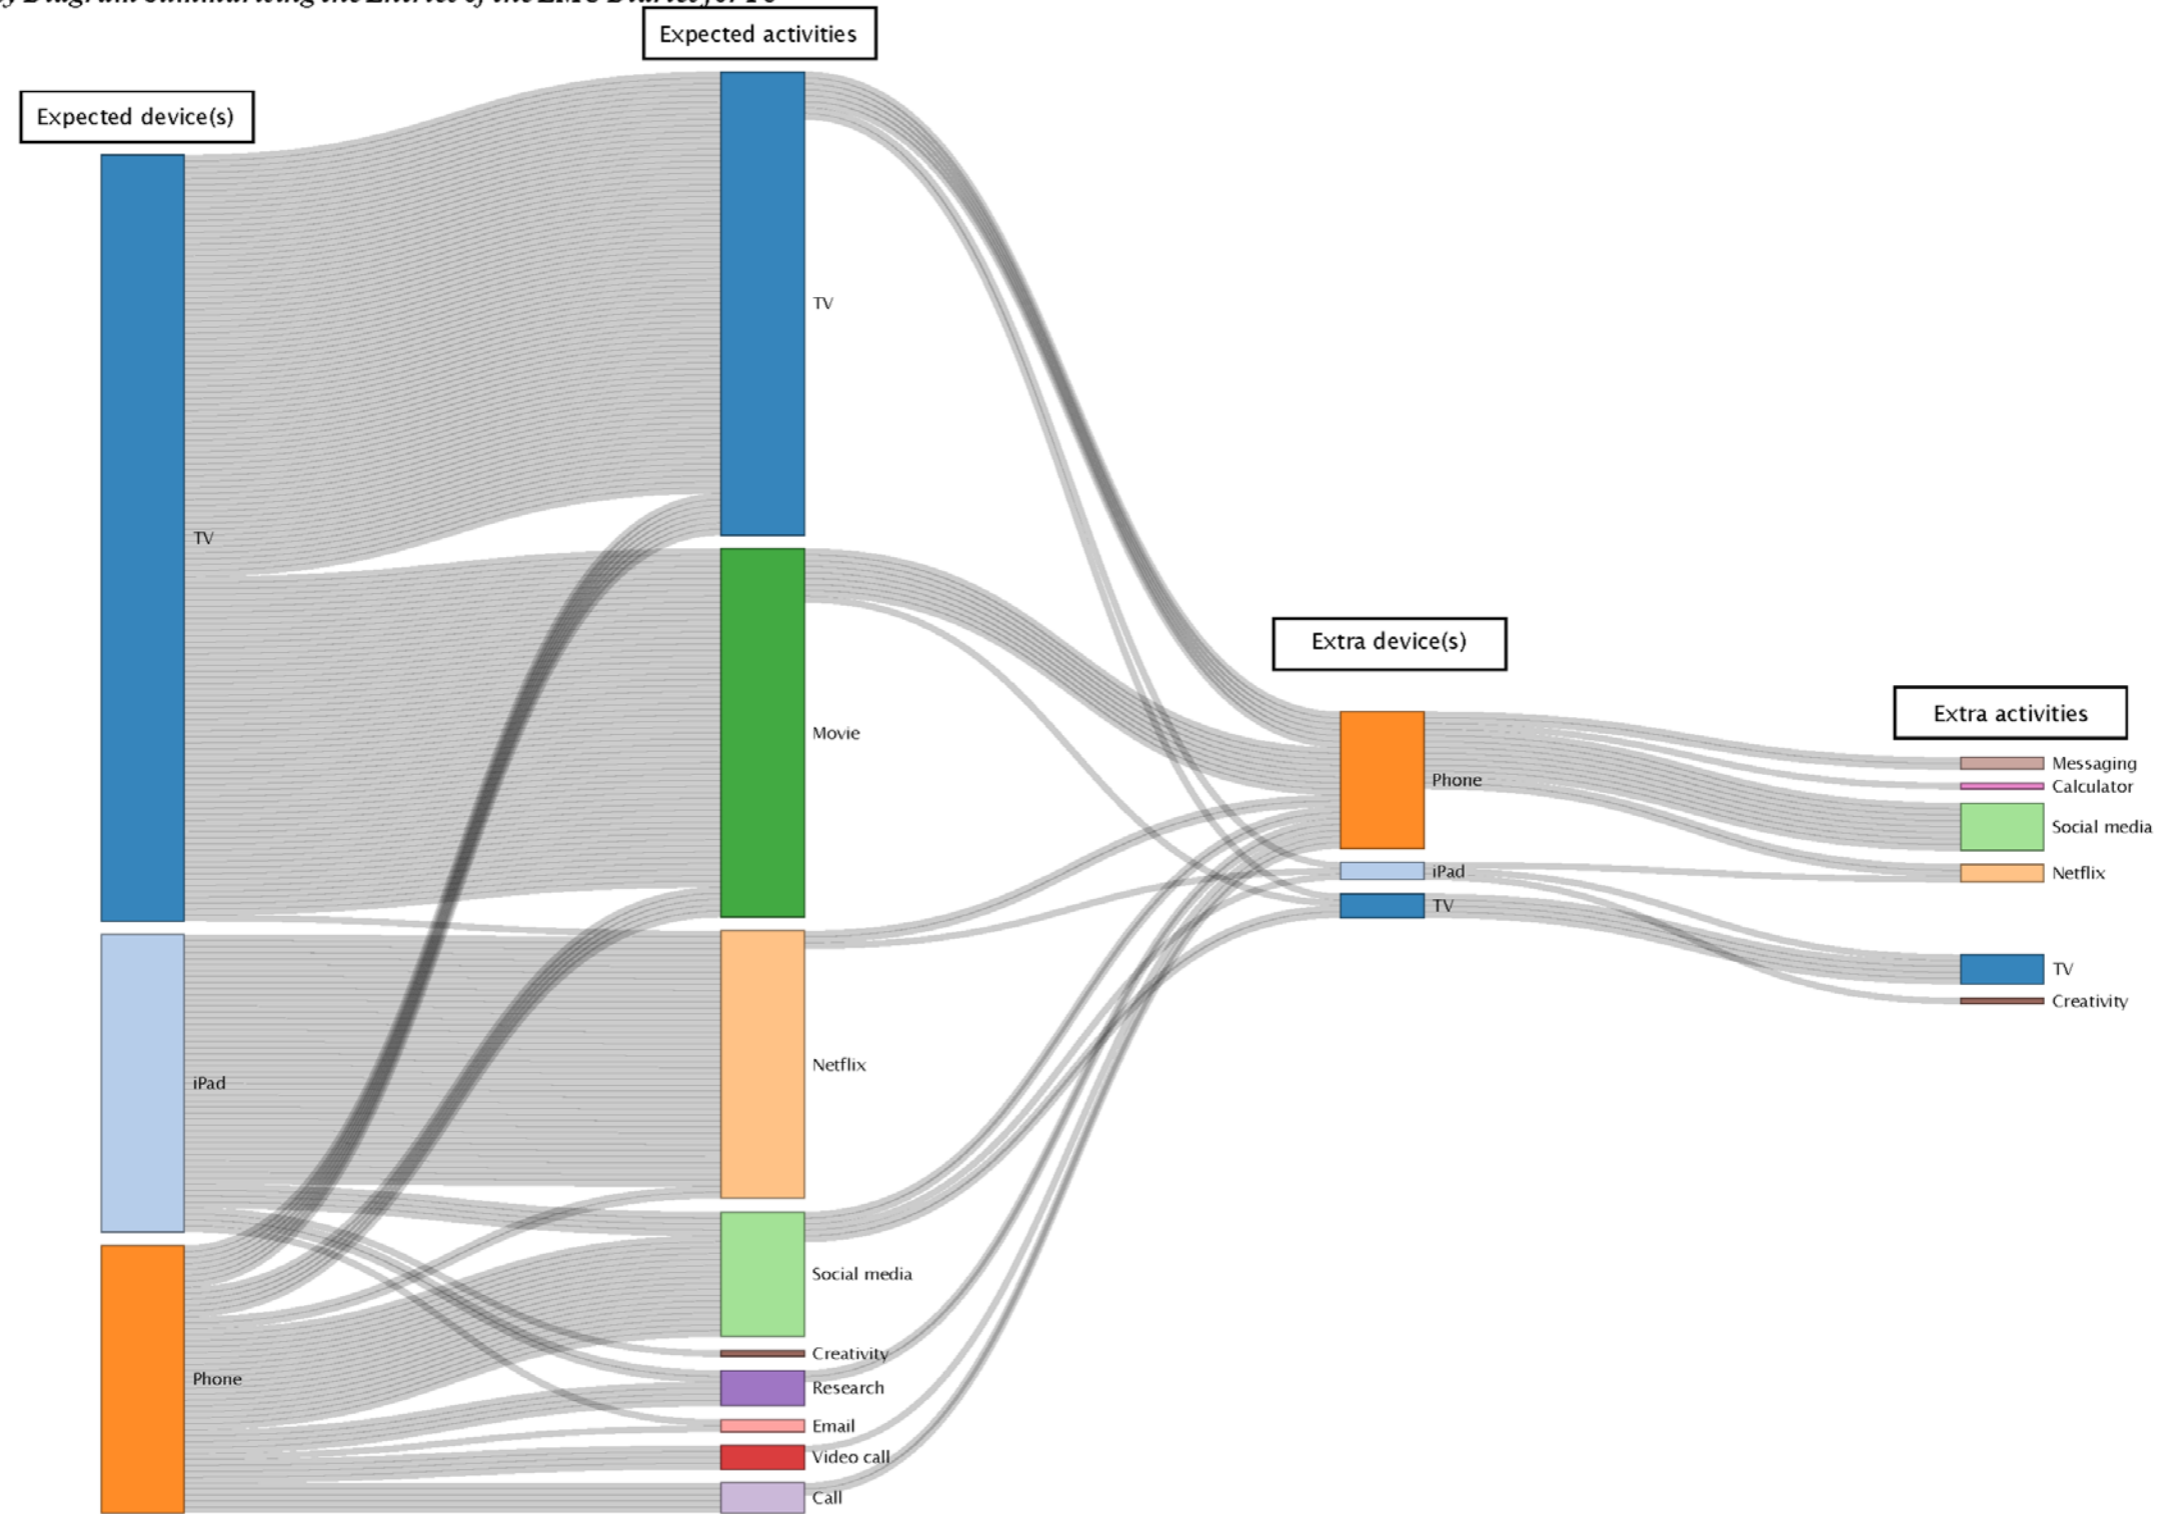 Expected activities
Expected device(s)
TV
TV
Movie
Extra device(s)
Extra activities
Messaging
Phone
Calculator
Social media
iPad
Netflix
TV
TV
Creativity
Netflix
iPad
Social media
Creativity
Phone
Research
Email
Video call
Call